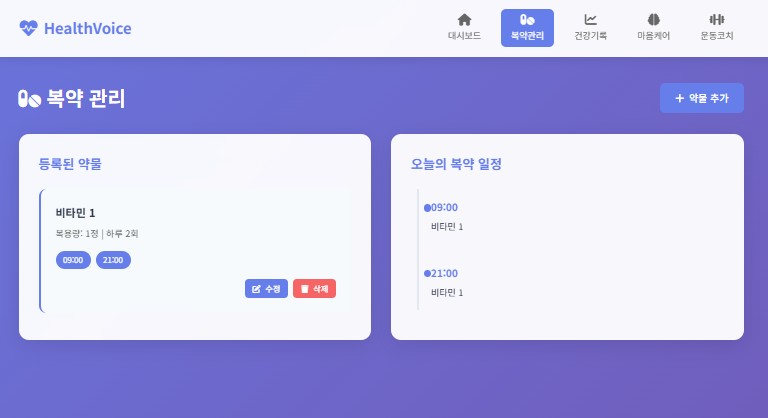 HealthVoice
대시보드
복약관리
건강기록
마음케어
운동코치
복약 관리
약물 추가
등록된 약물
비타민 1
복용량: 1정 | 하루 2회
09:00
21:00
수정
삭제
오늘의 복약 일정
09:00
비타민 1
21:00
비타민 1